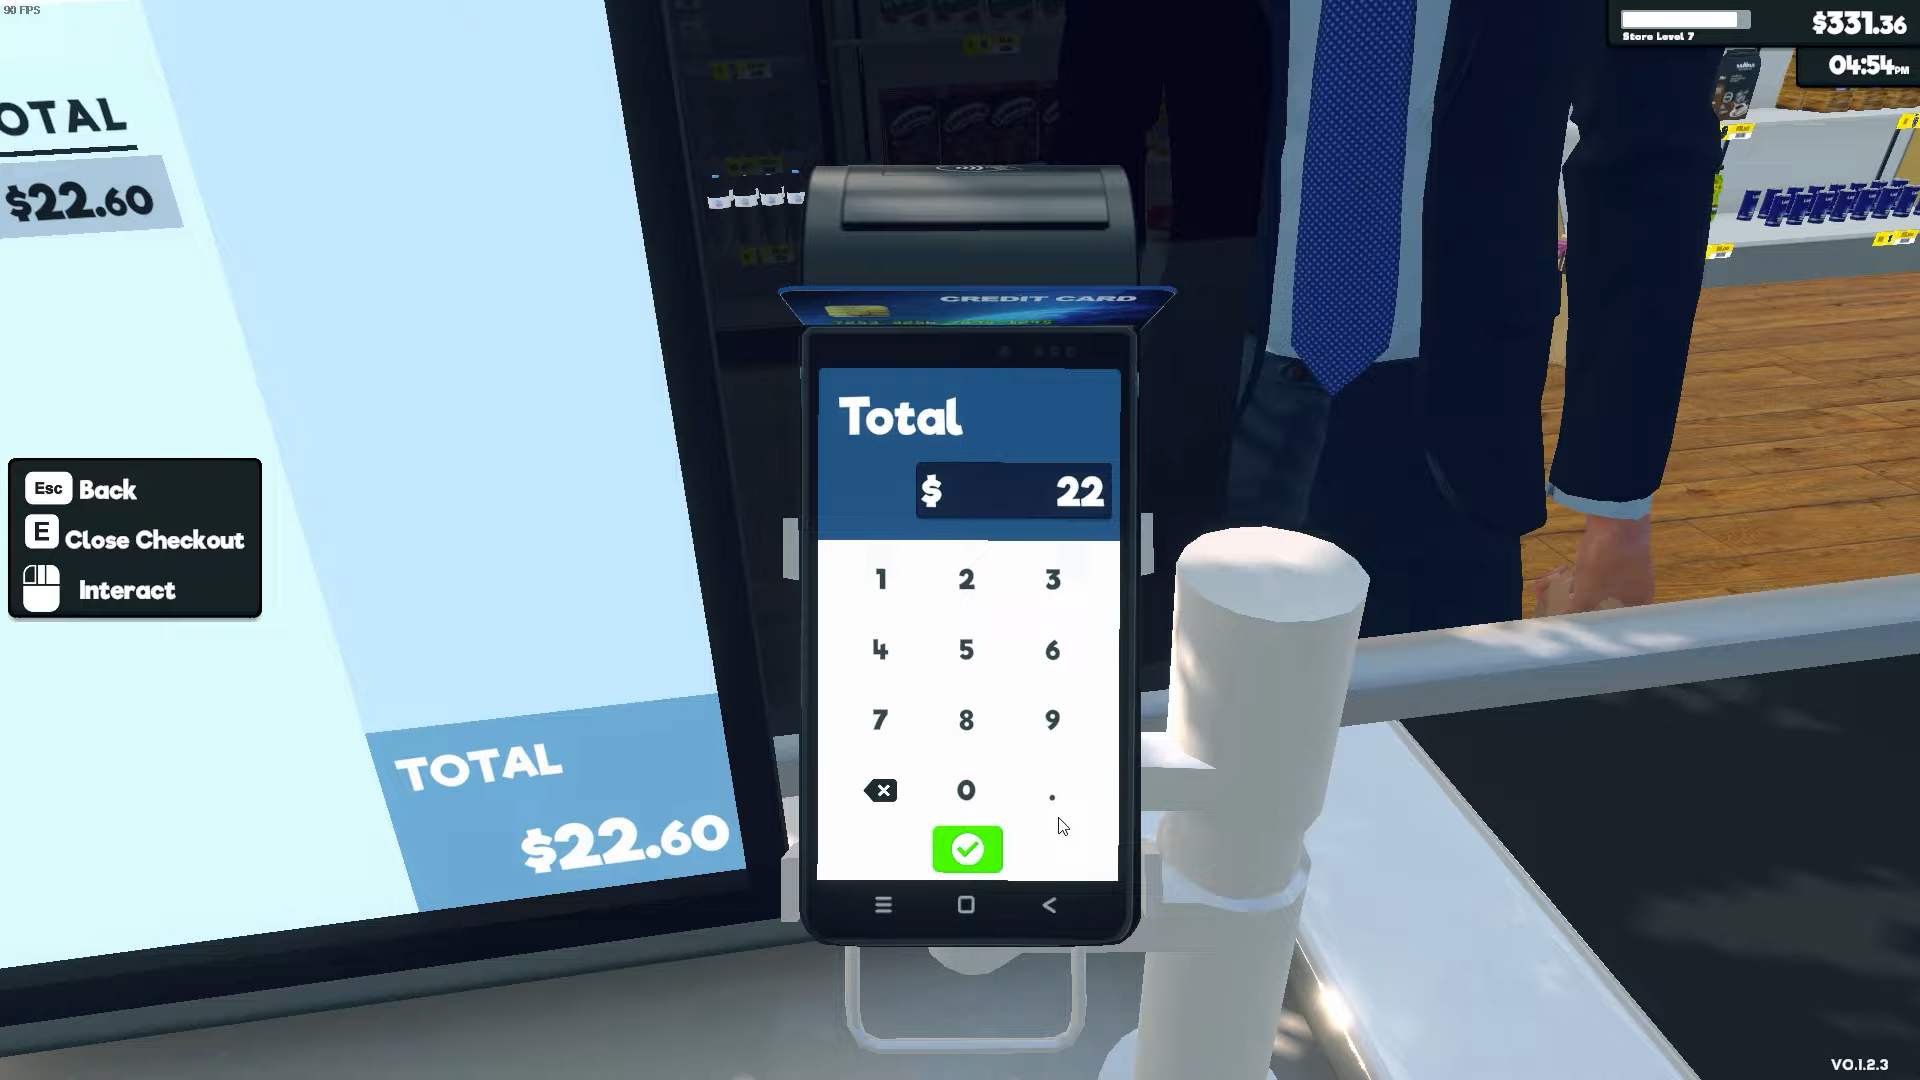 90 FPS
$331.36
Store Level 7
04:54PM
OTAL
$22.60
CREDIT CARD
Total
$ 22
Esc Back
E Close Checkout
Interact
1 2 3
4 5 6
7 8 9
0 .
TOTAL
$22.60
V0.1.2.3